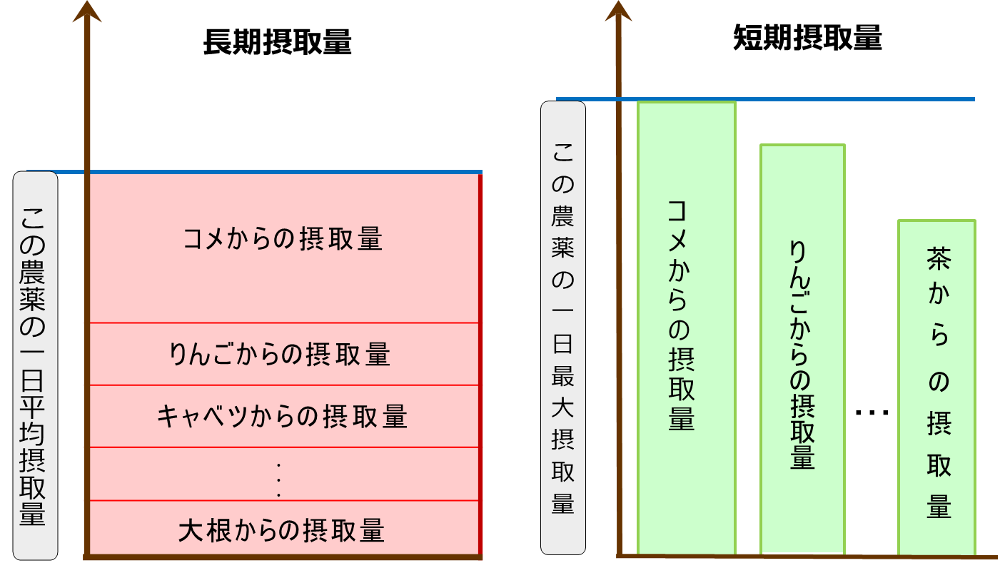 長期摂取量
この農薬の一日平均摂取量
コメからの摂取量
りんごからの摂取量
キャベツからの摂取量
⋮
大根からの摂取量
短期摂取量
この農薬の一日最大摂取量
コメからの摂取量
りんごからの摂取量
…
茶からの摂取量